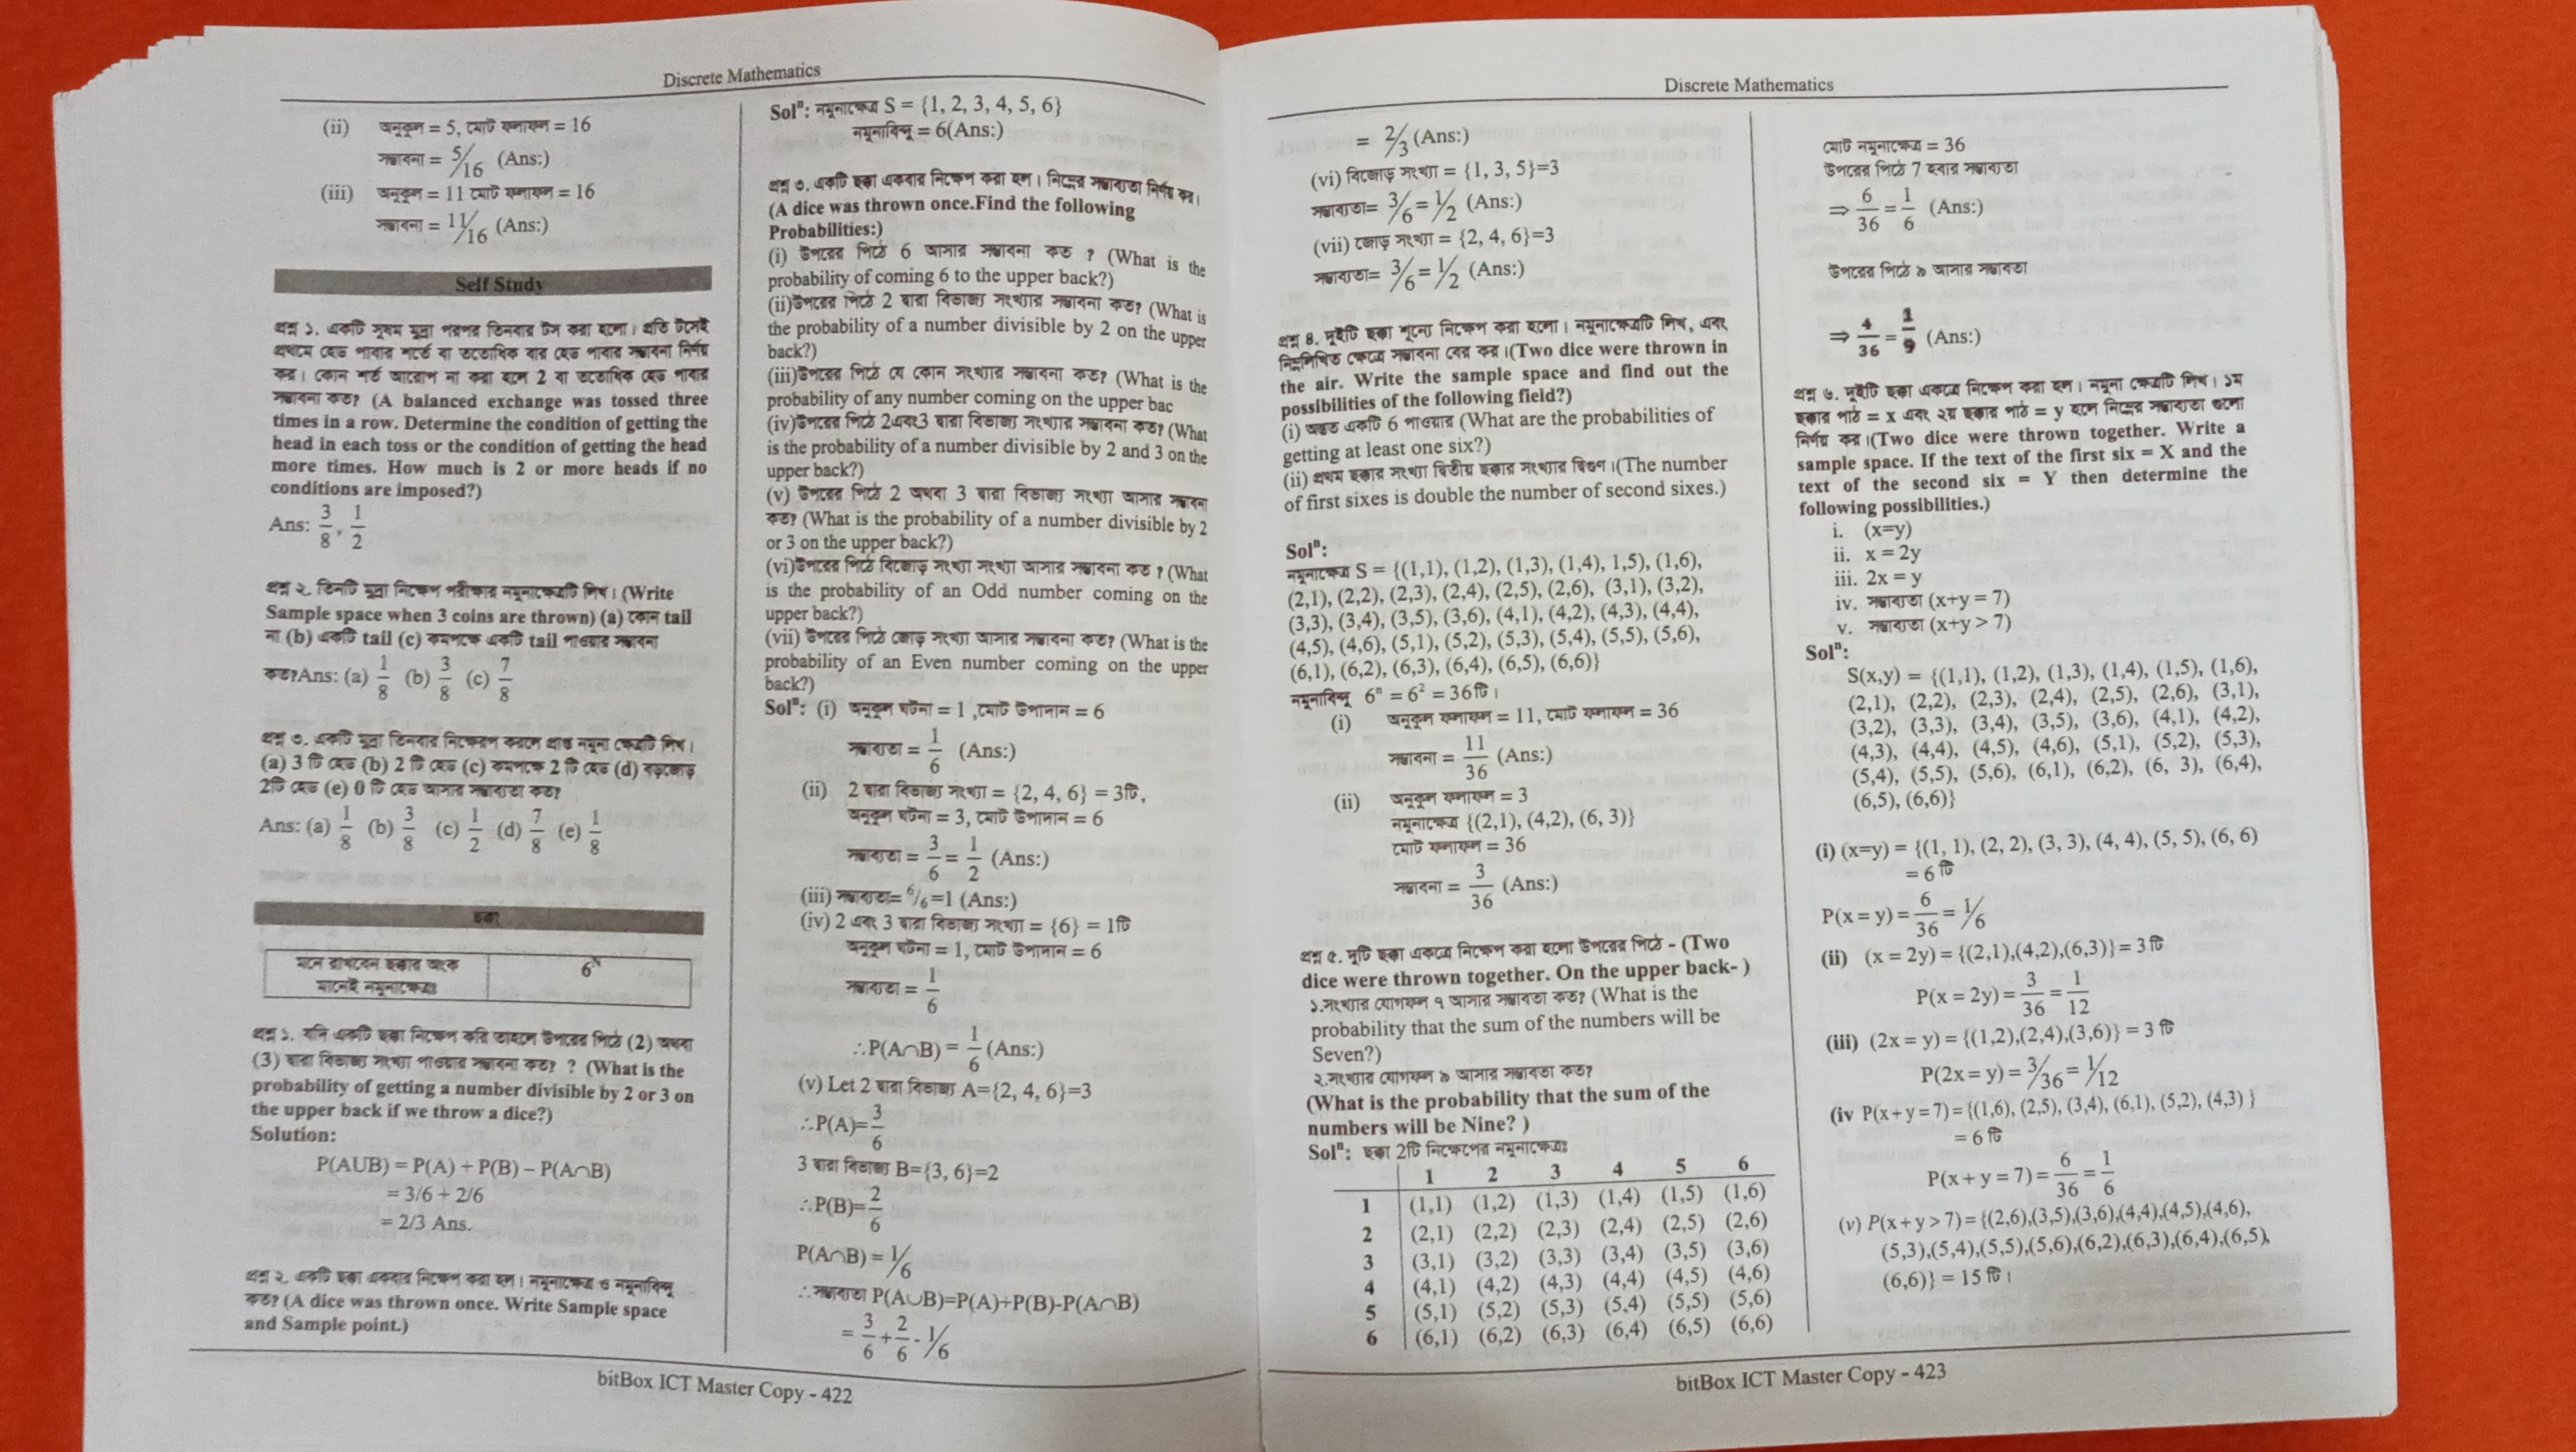 Discrete Mathematics
(ii) অনুকূল = 5, মোট ফলাফল = 16
সম্ভাবনা = 5/16 (Ans:)
(iii) অনুকূল = 11 মোট ফলাফল = 16
সম্ভাবনা = 11/16 (Ans:)
Self Study
প্রশ্ন ১. একটি সুষম মুদ্রা পরপর তিনবার টস করা হলো। প্রতি টসেই
প্রথমে হেড পাবার শর্তে বা ততোধিক বার হেড পাবার সম্ভাবনা নির্ণয়
কর। কোন শর্ত আরোপ না করা হলে 2 বা ততোধিক হেড পাবার
সম্ভাবনা কত? (A balanced exchange was tossed three
times in a row. Determine the condition of getting the
head in each toss or the condition of getting the head
more times. How much is 2 or more heads if no
conditions are imposed?)
Ans: 3/8, 1/2
প্রশ্ন ২. তিনটি মুদ্রা নিক্ষেপ পরীক্ষার নমুনাক্ষেত্রটি লিখ। (Write
Sample space when 3 coins are thrown) (a) কোন tail
না (b) একটি tail (c) কমপক্ষে একটি tail পাওয়ার সম্ভাবনা
কত?Ans: (a) 1/8 (b) 3/8 (c) 7/8
প্রশ্ন ৩. একটি মুদ্রা তিনবার নিক্ষেপ করলে প্রাপ্ত নমুনা ক্ষেত্রটি লিখ।
(a) 3 টি হেড (b) 2 টি হেড (c) কমপক্ষে 2 টি হেড (d) বড়জোড়
2টি হেড (e) 0 টি হেড আসার সম্ভাব্যতা কত?
Ans: (a) 1/8 (b) 3/8 (c) 1/2 (d) 7/8 (e) 1/8
ছক্কা
মনে রাখবেন ছক্কার অংক 6ⁿ
মানেই নমুনাক্ষেত্রঃ
প্রশ্ন ১. যদি একটি ছক্কা নিক্ষেপ করি তাহলে উপরের পিঠে (2) অথবা
(3) দ্বারা বিভাজ্য সংখ্যা পাওয়ার সম্ভাবনা কত? ? (What is the
probability of getting a number divisible by 2 or 3 on
the upper back if we throw a dice?)
Solution:
P(AUB) = P(A) + P(B) – P(A∩B)
= 3/6 + 2/6
= 2/3 Ans.
প্রশ্ন ২. একটি ছক্কা একবার নিক্ষেপ করা হল। নমুনাক্ষেত্র ও নমুনাবিন্দু
কত? (A dice was thrown once. Write Sample space
and Sample point.)
Solⁿ: নমুনাক্ষেত্র S = {1, 2, 3, 4, 5, 6}
নমুনাবিন্দু = 6(Ans:)
প্রশ্ন ৩. একটি ছক্কা একবার নিক্ষেপ করা হল। নিম্নের সম্ভাব্যতা নির্ণয় কর।
(A dice was thrown once.Find the following
Probabilities:)
(i) উপরের পিঠে 6 আসার সম্ভাবনা কত ? (What is the
probability of coming 6 to the upper back?)
(ii)উপরের পিঠে 2 দ্বারা বিভাজ্য সংখ্যার সম্ভাবনা কত? (What is
the probability of a number divisible by 2 on the upper
back?)
(iii)উপরের পিঠে যে কোন সংখ্যার সম্ভাবনা কত? (What is the
probability of any number coming on the upper bac
(iv)উপরের পিঠে 2এবং3 দ্বারা বিভাজ্য সংখ্যার সম্ভাবনা কত? (What
is the probability of a number divisible by 2 and 3 on the
upper back?)
(v) উপরের পিঠে 2 অথবা 3 দ্বারা বিভাজ্য সংখ্যা আসার সম্ভাবনা
কত? (What is the probability of a number divisible by 2
or 3 on the upper back?)
(vi)উপরের পিঠে বিজোড় সংখ্যা সংখ্যা আসার সম্ভাবনা কত ? (What
is the probability of an Odd number coming on the
upper back?)
(vii) উপরের পিঠে জোড় সংখ্যা আসার সম্ভাবনা কত? (What is the
probability of an Even number coming on the upper
back?)
Solⁿ: (i) অনুকূল ঘটনা = 1 ,মোট উপাদান = 6
সম্ভাব্যতা = 1/6 (Ans:)
(ii) 2 দ্বারা বিভাজ্য সংখ্যা = {2, 4, 6} = 3টি,
অনুকূল ঘটনা = 3, মোট উপাদান = 6
সম্ভাব্যতা = 3/6 = 1/2 (Ans:)
(iii) সম্ভাব্যতা= 6/6=1 (Ans:)
(iv) 2 এবং 3 দ্বারা বিভাজ্য সংখ্যা = {6} = 1টি
অনুকূল ঘটনা = 1, মোট উপাদান = 6
সম্ভাব্যতা = 1/6
∴P(A∩B) = 1/6 (Ans:)
(v) Let 2 দ্বারা বিভাজ্য A={2, 4, 6}=3
∴P(A)=3/6
3 দ্বারা বিভাজ্য B={3, 6}=2
∴P(B)=2/6
P(A∩B) = 1/6
∴সম্ভাব্যতা P(A∪B)=P(A)+P(B)-P(A∩B)
= 3/6 + 2/6 - 1/6
bitBox ICT Master Copy - 422
Discrete Mathematics
= 2/3 (Ans:)
(vi) বিজোড় সংখ্যা = {1, 3, 5}=3
সম্ভাব্যতা= 3/6 = 1/2 (Ans:)
(vii) জোড় সংখ্যা = {2, 4, 6}=3
সম্ভাব্যতা= 3/6 = 1/2 (Ans:)
প্রশ্ন 4. দুইটি ছক্কা শূন্যে নিক্ষেপ করা হলো। নমুনাক্ষেত্রটি লিখ, এবং
নিম্নলিখিত ক্ষেত্রে সম্ভাবনা বের কর।(Two dice were thrown in
the air. Write the sample space and find out the
possibilities of the following field?)
(i) অন্তত একটি 6 পাওয়ার (What are the probabilities of
getting at least one six?)
(ii) প্রথম ছক্কার সংখ্যা দ্বিতীয় ছক্কার সংখ্যার দ্বিগুণ।(The number
of first sixes is double the number of second sixes.)
Solⁿ:
নমুনাক্ষেত্র S = {(1,1), (1,2), (1,3), (1,4), 1,5), (1,6),
(2,1), (2,2), (2,3), (2,4), (2,5), (2,6), (3,1), (3,2),
(3,3), (3,4), (3,5), (3,6), (4,1), (4,2), (4,3), (4,4),
(4,5), (4,6), (5,1), (5,2), (5,3), (5,4), (5,5), (5,6),
(6,1), (6,2), (6,3), (6,4), (6,5), (6,6)}
নমুনাবিন্দু 6ⁿ = 6² = 36টি।
(i) অনুকূল ফলাফল = 11, মোট ফলাফল = 36
সম্ভাবনা = 11/36 (Ans:)
(ii) অনুকূল ফলাফল = 3
নমুনাক্ষেত্র {(2,1), (4,2), (6, 3)}
মোট ফলাফল = 36
সম্ভাবনা = 3/36 (Ans:)
প্রশ্ন ৫. দুটি ছক্কা একত্রে নিক্ষেপ করা হলো উপরের পিঠে - (Two
dice were thrown together. On the upper back- )
১.সংখ্যার যোগফল ৭ আসার সম্ভাবতা কত? (What is the
probability that the sum of the numbers will be
Seven?)
২.সংখ্যার যোগফল ৯ আসার সম্ভাবতা কত?
(What is the probability that the sum of the
numbers will be Nine? )
Solⁿ: ছক্কা 2টি নিক্ষেপের নমুনাক্ষেত্রঃ
1 2 3 4 5 6
1 (1,1) (1,2) (1,3) (1,4) (1,5) (1,6)
2 (2,1) (2,2) (2,3) (2,4) (2,5) (2,6)
3 (3,1) (3,2) (3,3) (3,4) (3,5) (3,6)
4 (4,1) (4,2) (4,3) (4,4) (4,5) (4,6)
5 (5,1) (5,2) (5,3) (5,4) (5,5) (5,6)
6 (6,1) (6,2) (6,3) (6,4) (6,5) (6,6)
মোট নমুনাক্ষেত্র = 36
উপরের পিঠে 7 হবার সম্ভাব্যতা
⇒ 6/36 = 1/6 (Ans:)
উপরের পিঠে ৯ আসার সম্ভাবতা
⇒ 4/36 = 1/9 (Ans:)
প্রশ্ন ৬. দুইটি ছক্কা একত্রে নিক্ষেপ করা হল। নমুনা ক্ষেত্রটি লিখ। ১ম
ছক্কার পাঠ = x এবং ২য় ছক্কার পাঠ = y হলে নিম্নের সম্ভাব্যতা গুলো
নির্ণয় কর।(Two dice were thrown together. Write a
sample space. If the text of the first six = X and the
text of the second six = Y then determine the
following possibilities.)
i. (x=y)
ii. x = 2y
iii. 2x = y
iv. সম্ভাব্যতা (x+y = 7)
v. সম্ভাব্যতা (x+y > 7)
Solⁿ:
S(x,y) = {(1,1), (1,2), (1,3), (1,4), (1,5), (1,6),
(2,1), (2,2), (2,3), (2,4), (2,5), (2,6), (3,1),
(3,2), (3,3), (3,4), (3,5), (3,6), (4,1), (4,2),
(4,3), (4,4), (4,5), (4,6), (5,1), (5,2), (5,3),
(5,4), (5,5), (5,6), (6,1), (6,2), (6, 3), (6,4),
(6,5), (6,6)}
(i) (x=y) = {(1, 1), (2, 2), (3, 3), (4, 4), (5, 5), (6, 6)
= 6 টি
P(x = y) = 6/36 = 1/6
(ii) (x = 2y) = {(2,1),(4,2),(6,3)} = 3 টি
P(x = 2y) = 3/36 = 1/12
(iii) (2x = y) = {(1,2),(2,4),(3,6)} = 3 টি
P(2x = y) = 3/36 = 1/12
(iv P(x + y = 7) = {(1,6), (2,5), (3,4), (6,1), (5,2), (4,3) }
= 6 টি
P(x + y = 7) = 6/36 = 1/6
(v) P(x + y > 7) = {(2,6),(3,5),(3,6),(4,4),(4,5),(4,6),
(5,3),(5,4),(5,5),(5,6),(6,2),(6,3),(6,4),(6,5),
(6,6)} = 15 টি।
bitBox ICT Master Copy - 423